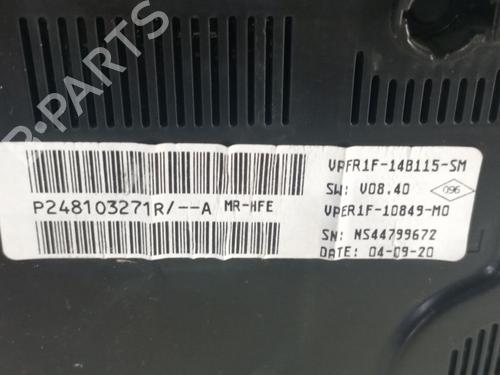 B-PARTS
P248103271R/--A MR-HFE
VPFR1F-14B115-SM
SW: V08.40
096
VPER1F-10849-MO
SN: NS44799672
DATE: 04-09-20